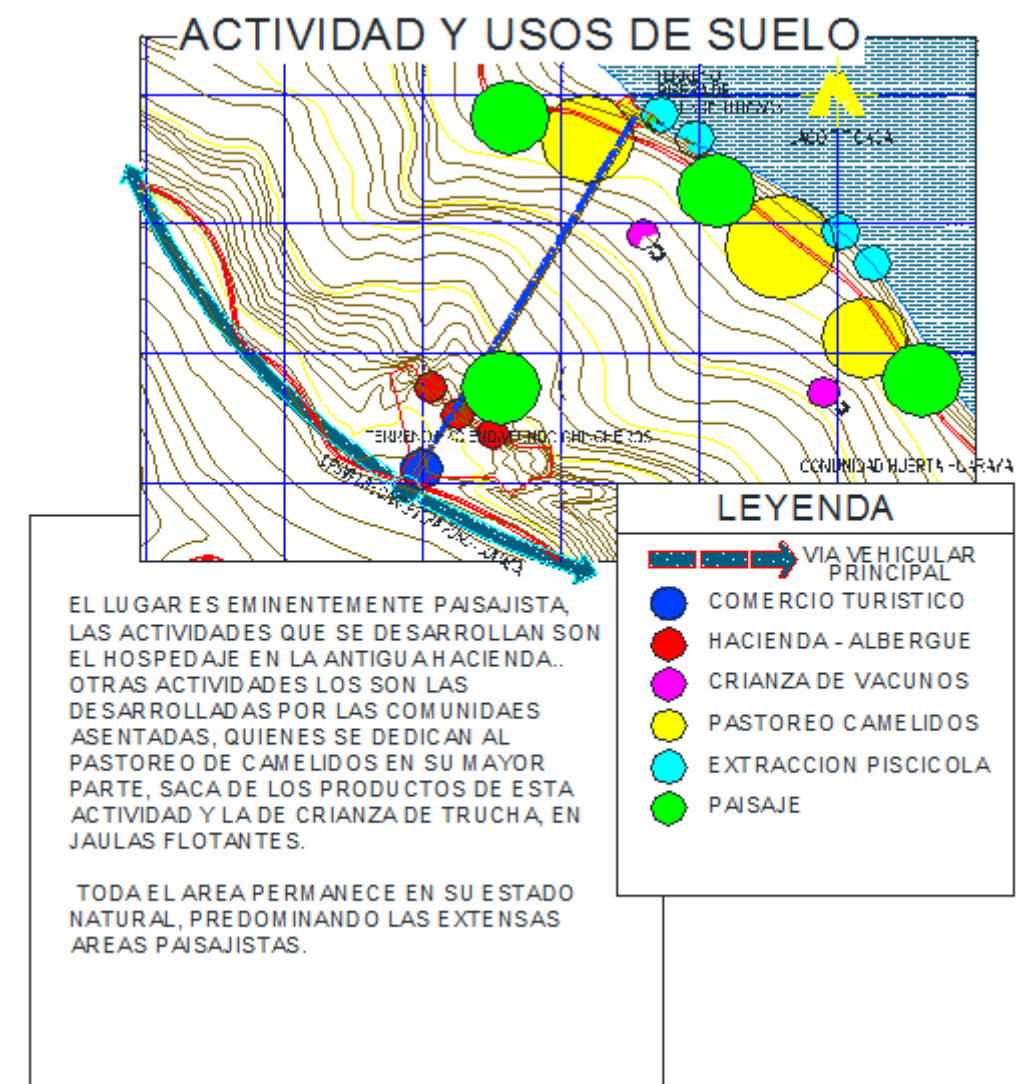 ACTIVIDAD Y USOS DE SUELO
COMUNIDAD HUERTA - CARAYA
LEYENDA
VIA VEHICULAR
PRINCIPAL
COMERCIO TURISTICO
HACIENDA - ALBERGUE
CRIANZA DE VACUNOS
PASTOREO CAMELIDOS
EXTRACCION PISCICOLA
PAISAJE
EL LUGAR ES EMINENTEMENTE PAISAJISTA,
LAS ACTIVIDADES QUE SE DESARROLLAN SON
EL HOSPEDAJE EN LA ANTIGUA HACIENDA..
OTRAS ACTIVIDADES LOS SON LAS
DESARROLLADAS POR LAS COMUNIDAES
ASENTADAS, QUIENES SE DEDICAN AL
PASTOREO DE CAMELIDOS EN SU MAYOR
PARTE, SACA DE LOS PRODUCTOS DE ESTA
ACTIVIDAD Y LA DE CRIANZA DE TRUCHA, EN
JAULAS FLOTANTES.
TODA EL AREA PERMANECE EN SU ESTADO
NATURAL, PREDOMINANDO LAS EXTENSAS
AREAS PAISAJISTAS.